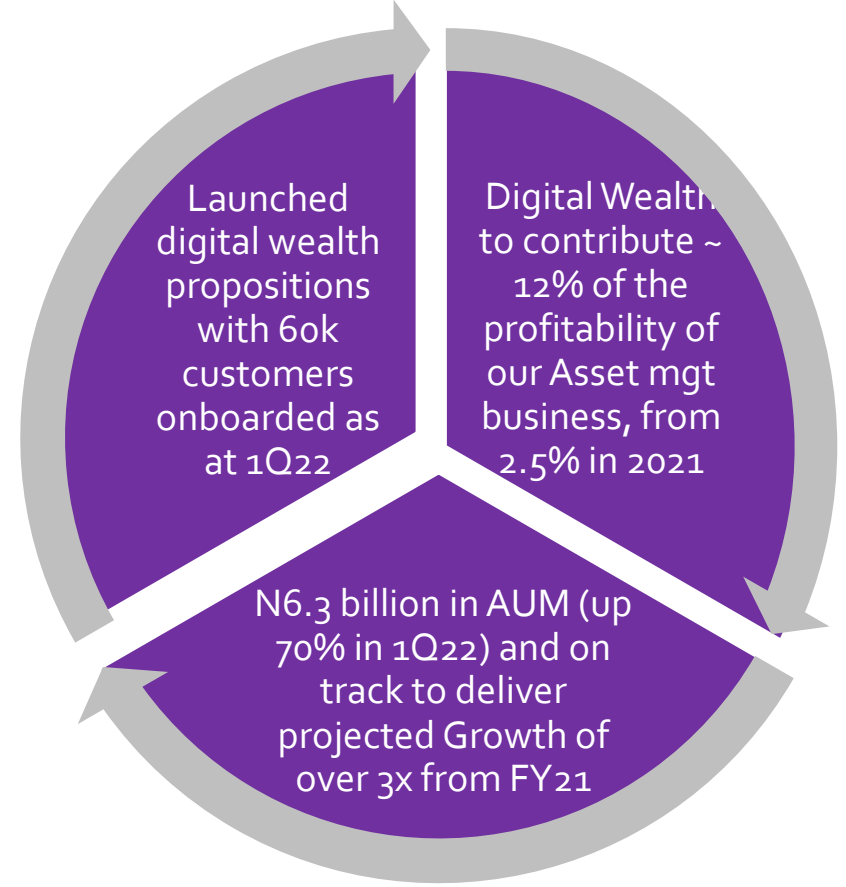 Launched
digital wealth
propositions
with 60k
customers
onboarded as
at 1Q22
Digital Wealth
to contribute ~
12% of the
profitability of
our Asset mgt
business, from
2.5% in 2021
N6.3 billion in AUM (up
70% in 1Q22) and on
track to deliver
projected Growth of
over 3x from FY21